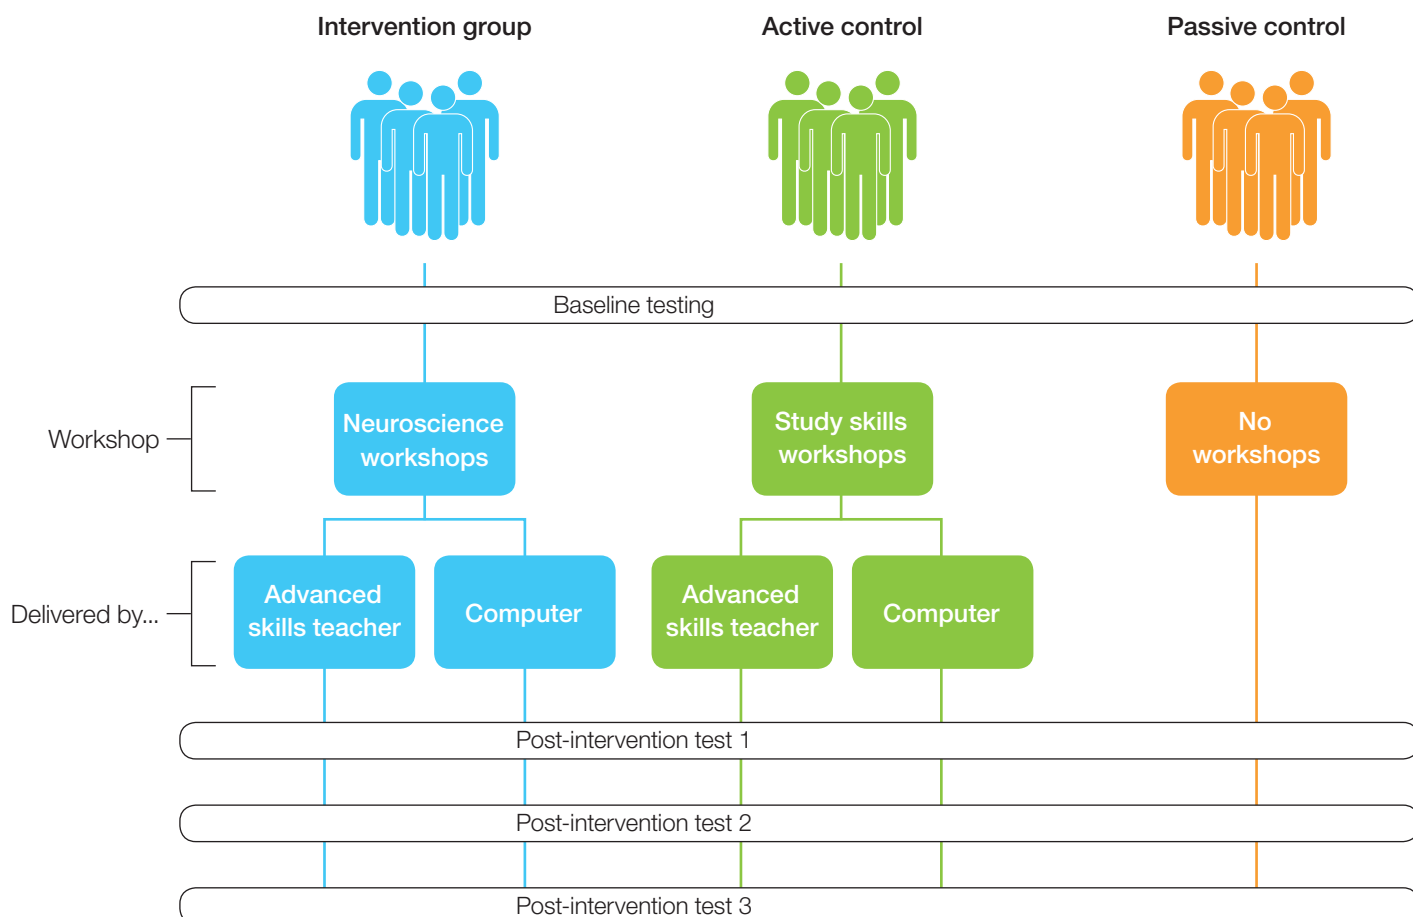 Intervention group
Active control
Passive control
Baseline testing
Workshop
Neuroscience
workshops
Study skills
workshops
No
workshops
Delivered by...
Advanced
skills teacher
Computer
Advanced
skills teacher
Computer
Post-intervention test 1
Post-intervention test 2
Post-intervention test 3